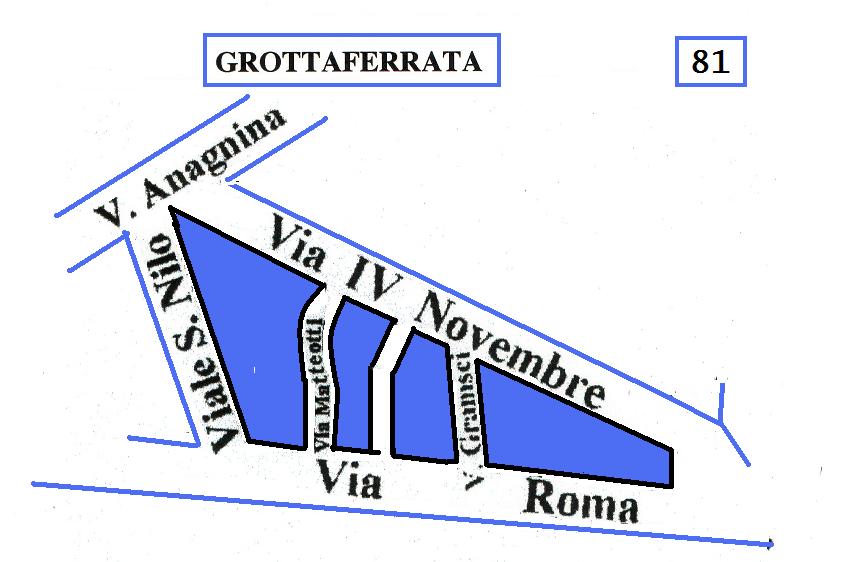 GROTTAFERRATA
81
V. Anagnina
Via IV Novembre
Viale S. Nilo
Via Matteotti
V. Gramsci
Via Roma